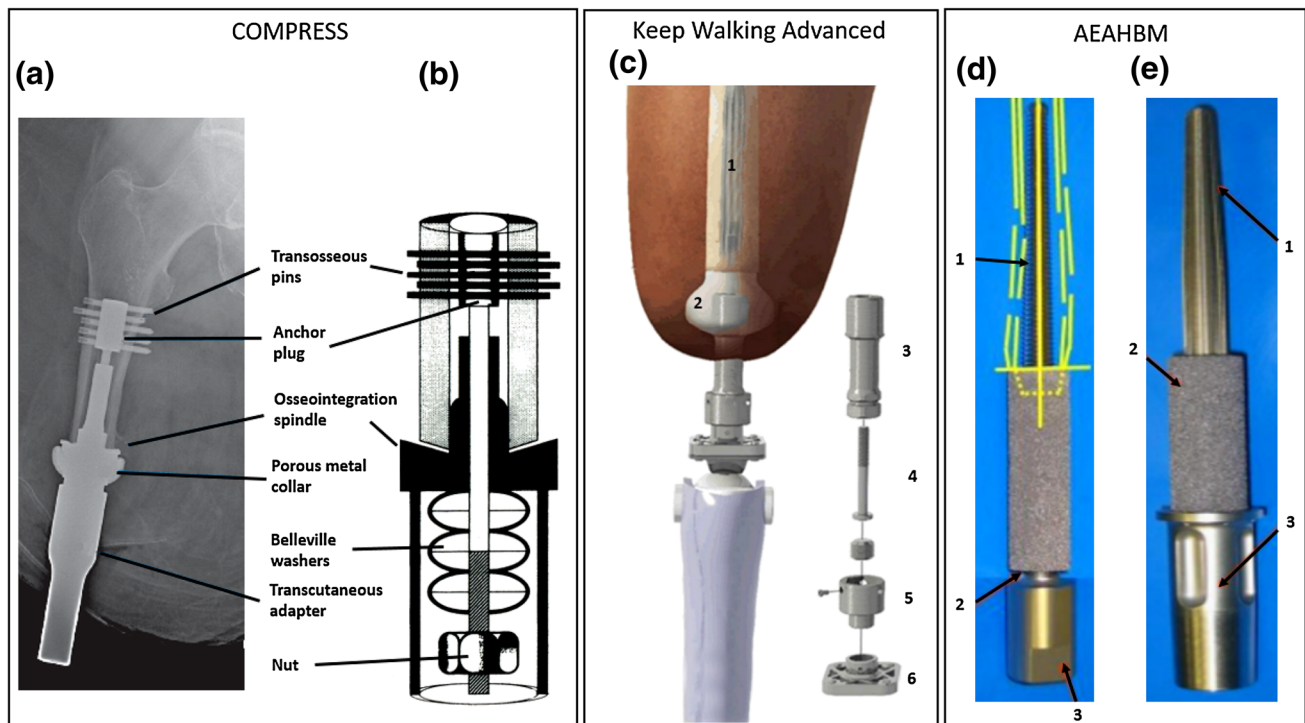 COMPRESS
(a)
(b)
Transosseous
pins
Anchor
plug
Osseointegration
spindle
Porous metal
collar
Belleville
washers
Transcutaneous
adapter
Nut
Keep Walking Advanced
(c)
1
2
3
4
5
6
AEAHBM
(d)
(e)
1
2
3
1
2
3